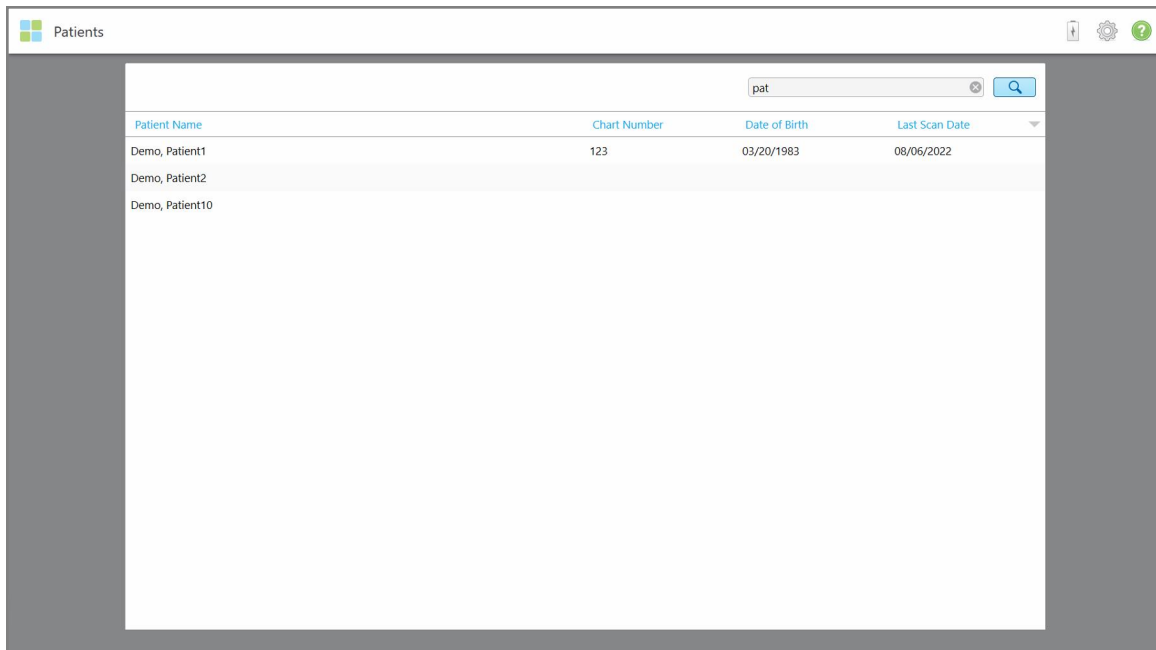 Patients
?
pat
Patient Name Chart Number Date of Birth Last Scan Date
Demo, Patient1 123 03/20/1983 08/06/2022
Demo, Patient2
Demo, Patient10